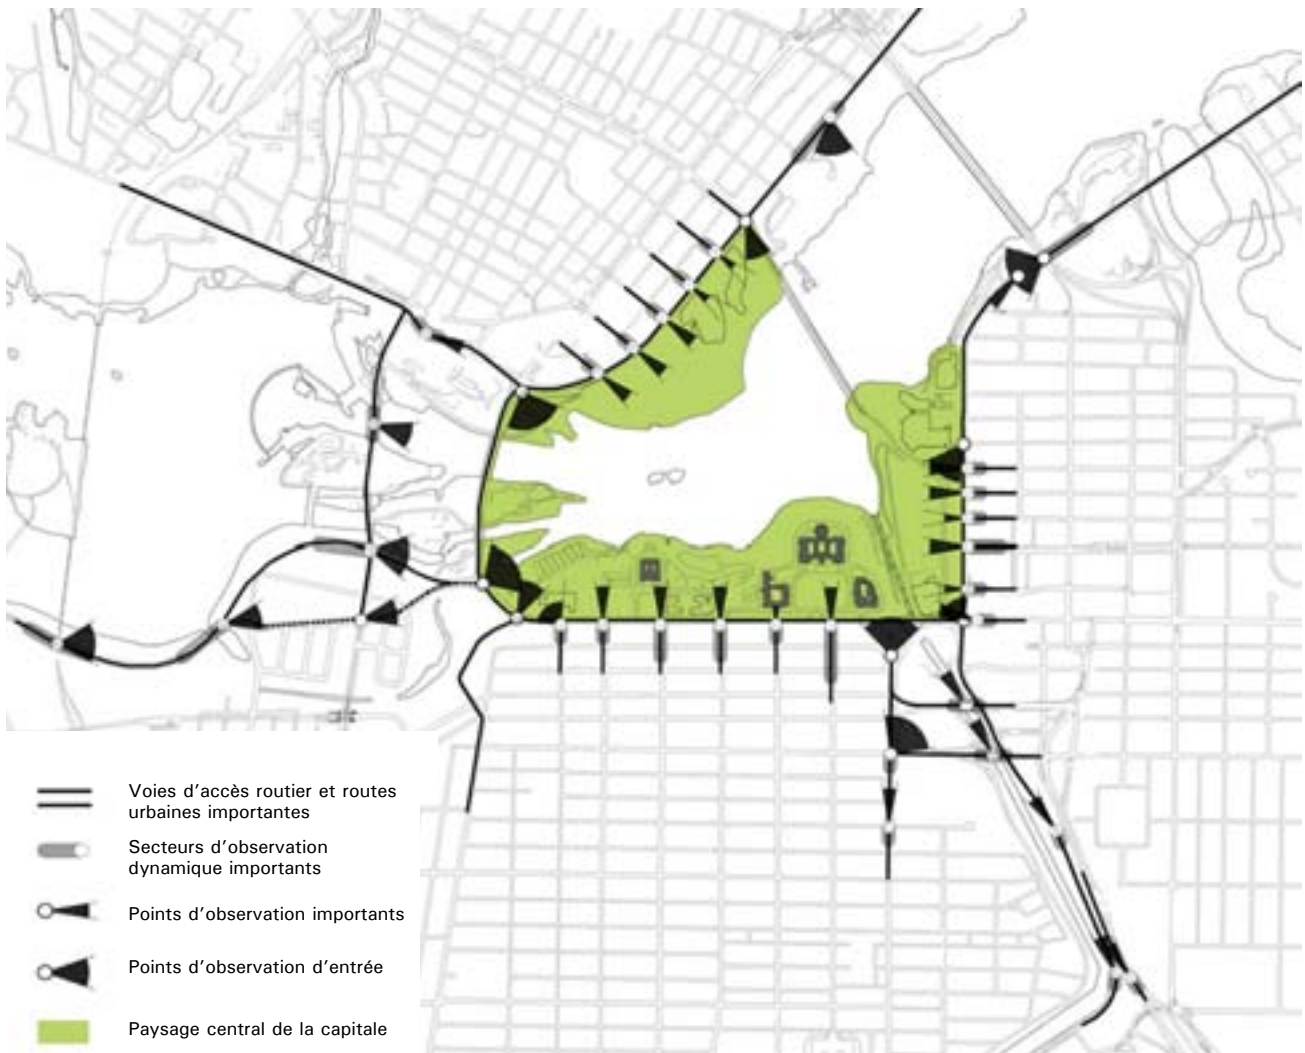 Voies d'accès routier et routes
urbaines importantes
Secteurs d'observation
dynamique importants
Points d'observation importants
Points d'observation d'entrée
Paysage central de la capitale